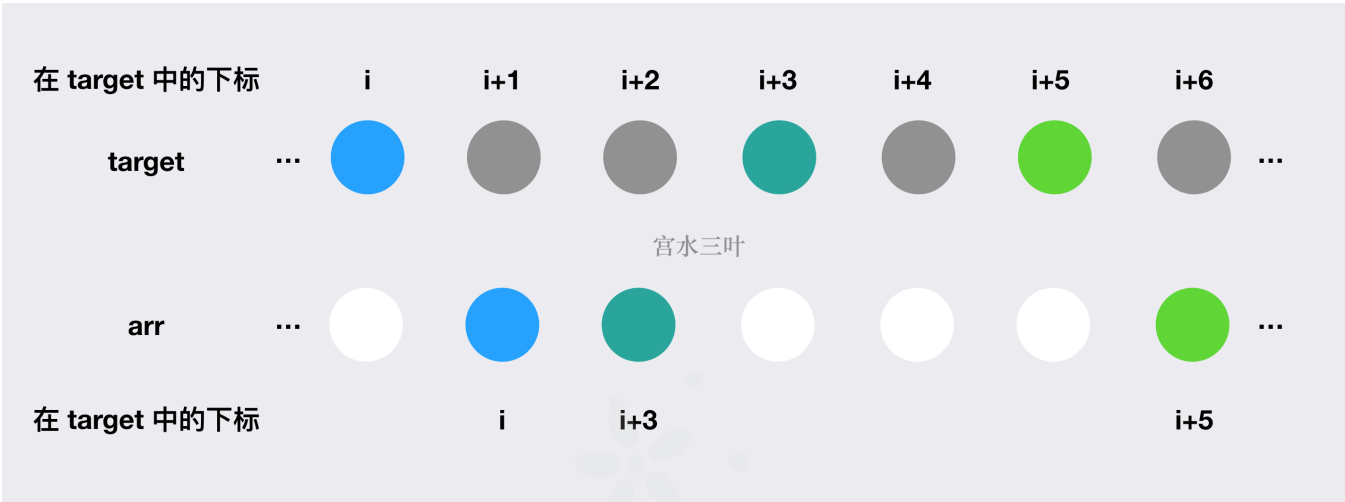 在 target 中的下标 i i+1 i+2 i+3 i+4 i+5 i+6
target ... ...
宫水三叶
arr ... ...
在 target 中的下标 i i+3 i+5